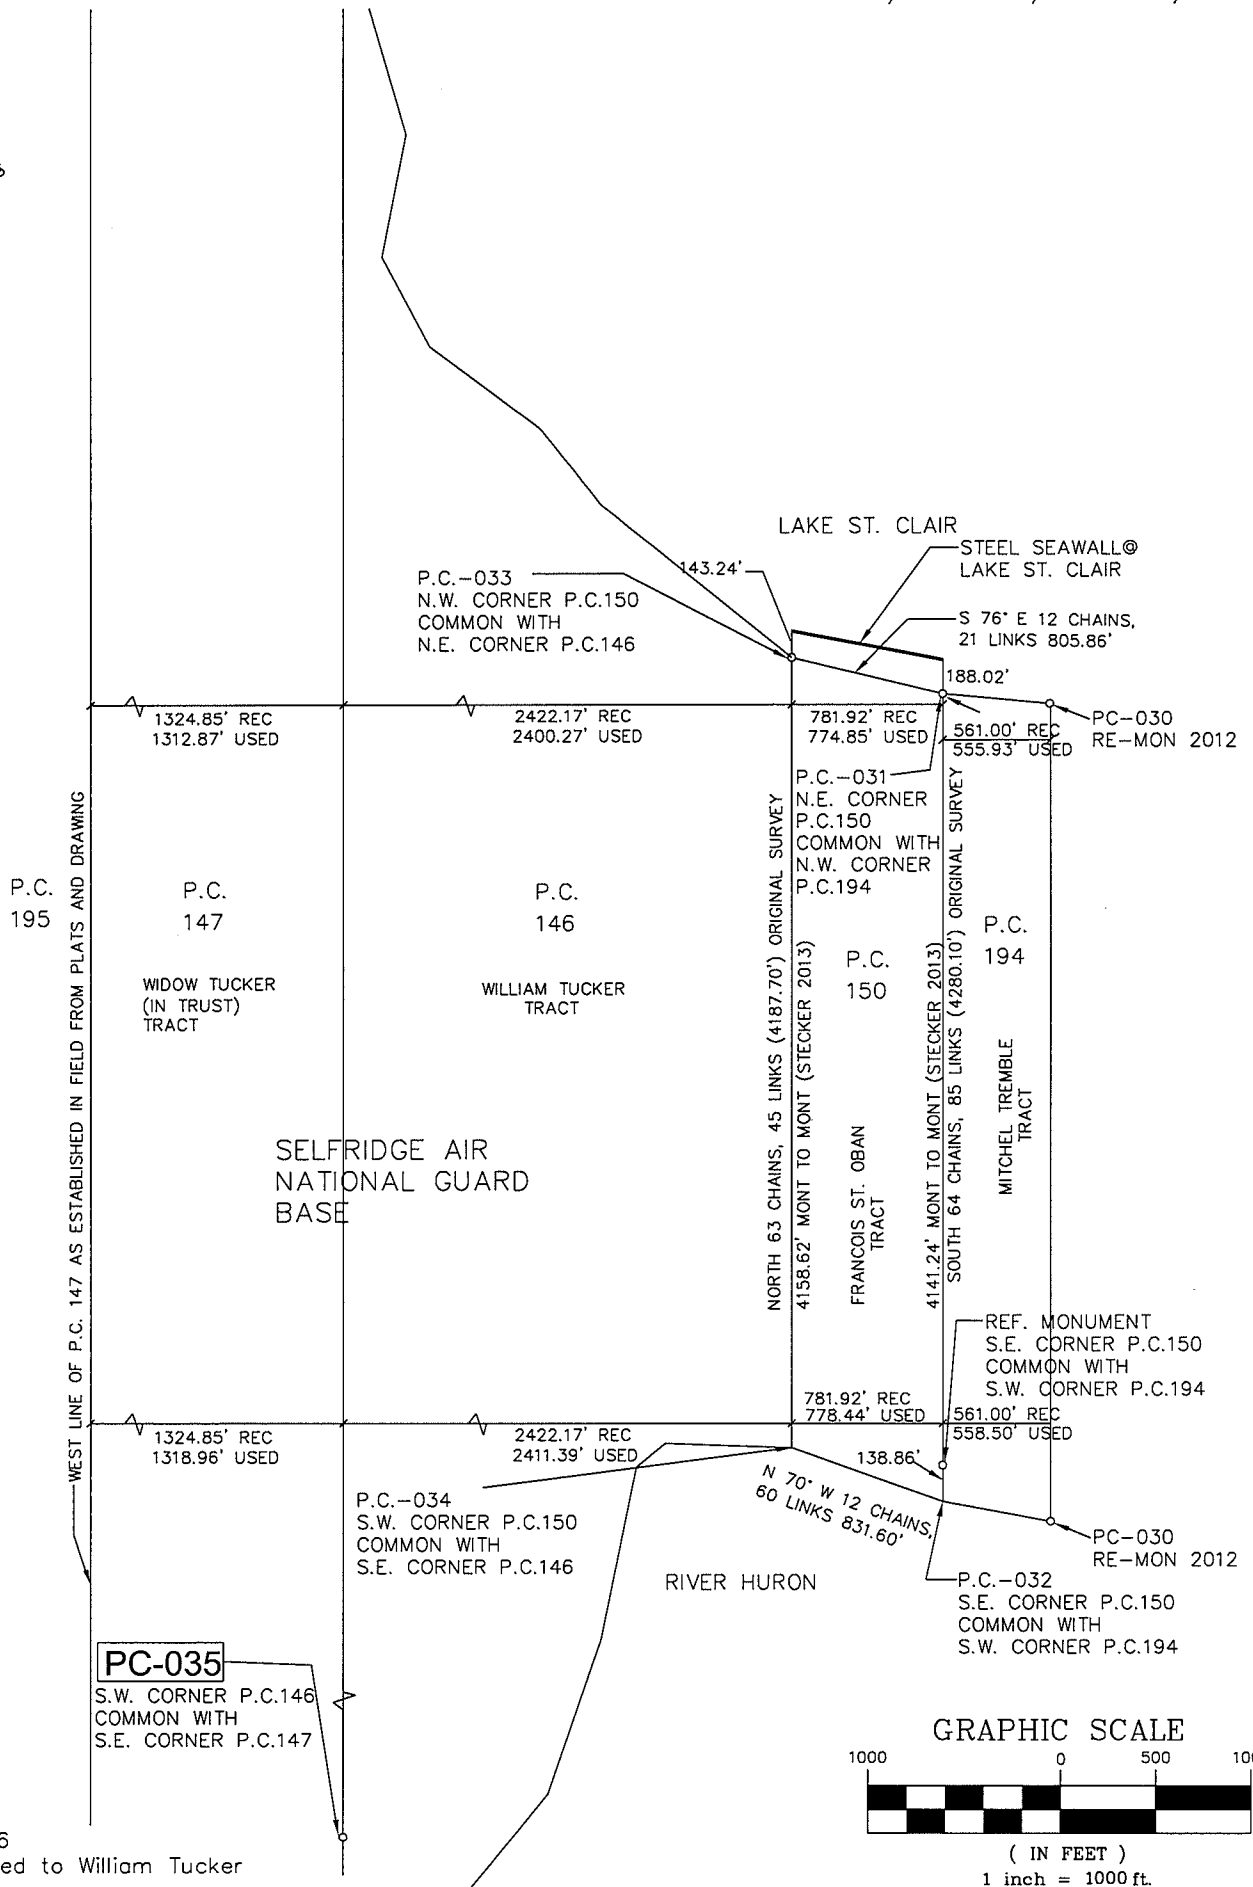 LAKE ST. CLAIR
STEEL SEAWALL@
LAKE ST. CLAIR
143.24'
P.C.-033
N.W. CORNER P.C.150
COMMON WITH
N.E. CORNER P.C.146
S 76° E 12 CHAINS,
21 LINKS 805.86'
188.02'
1324.85' REC
1312.87' USED
2422.17' REC
2400.27' USED
781.92' REC
774.85' USED
561.00' REC
555.93' USED
PC-030
RE-MON 2012
P.C.-031
N.E. CORNER
P.C.150
COMMON WITH
N.W. CORNER
P.C.194
P.C.
195
WEST LINE OF P.C. 147 AS ESTABLISHED IN FIELD FROM PLATS AND DRAWING
P.C.
147
WIDOW TUCKER
(IN TRUST)
TRACT
P.C.
146
WILLIAM TUCKER
TRACT
NORTH 63 CHAINS, 45 LINKS (4187.70') ORIGINAL SURVEY
4158.62' MONT TO MONT (STECKER 2013)
P.C.
150
FRANCOIS ST. OBAN
TRACT
4141.24' MONT TO MONT (STECKER 2013)
SOUTH 64 CHAINS, 85 LINKS (4280.10') ORIGINAL SURVEY
P.C.
194
MITCHEL TREMBLE
TRACT
SELFRIDGE AIR
NATIONAL GUARD
BASE
REF. MONUMENT
S.E. CORNER P.C.150
COMMON WITH
S.W. CORNER P.C.194
1324.85' REC
1318.96' USED
2422.17' REC
2411.39' USED
781.92' REC
778.44' USED
561.00' REC
558.50' USED
138.86'
N 70° W 12 CHAINS,
60 LINKS 831.60'
P.C.-034
S.W. CORNER P.C.150
COMMON WITH
S.E. CORNER P.C.146
PC-030
RE-MON 2012
RIVER HURON
P.C.-032
S.E. CORNER P.C.150
COMMON WITH
S.W. CORNER P.C.194
PC-035
S.W. CORNER P.C.146
COMMON WITH
S.E. CORNER P.C.147
GRAPHIC SCALE
1000 0 500 10
( IN FEET )
1 inch = 1000 ft.
6
ed to William Tucker